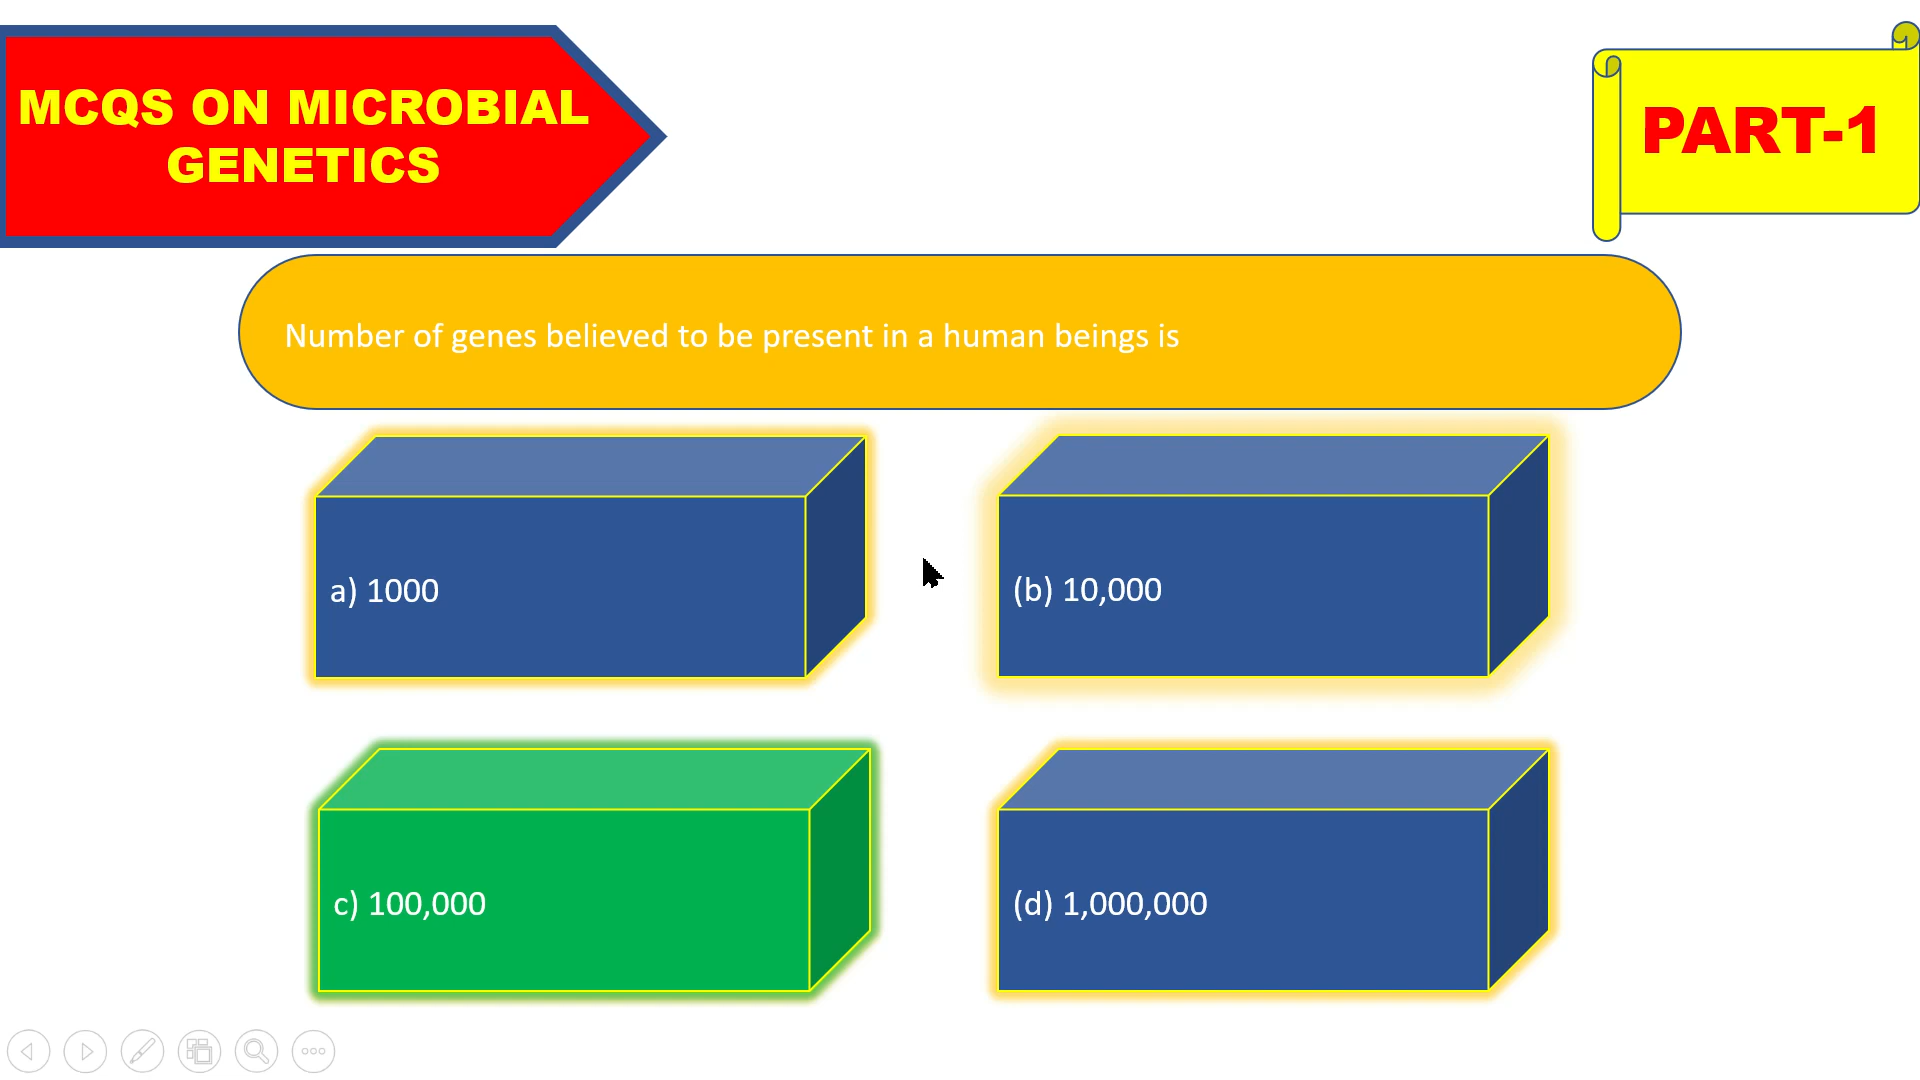 MCQS ON MICROBIAL
GENETICS
PART-1
Number of genes believed to be present in a human beings is
a) 1000
(b) 10,000
c) 100,000
(d) 1,000,000